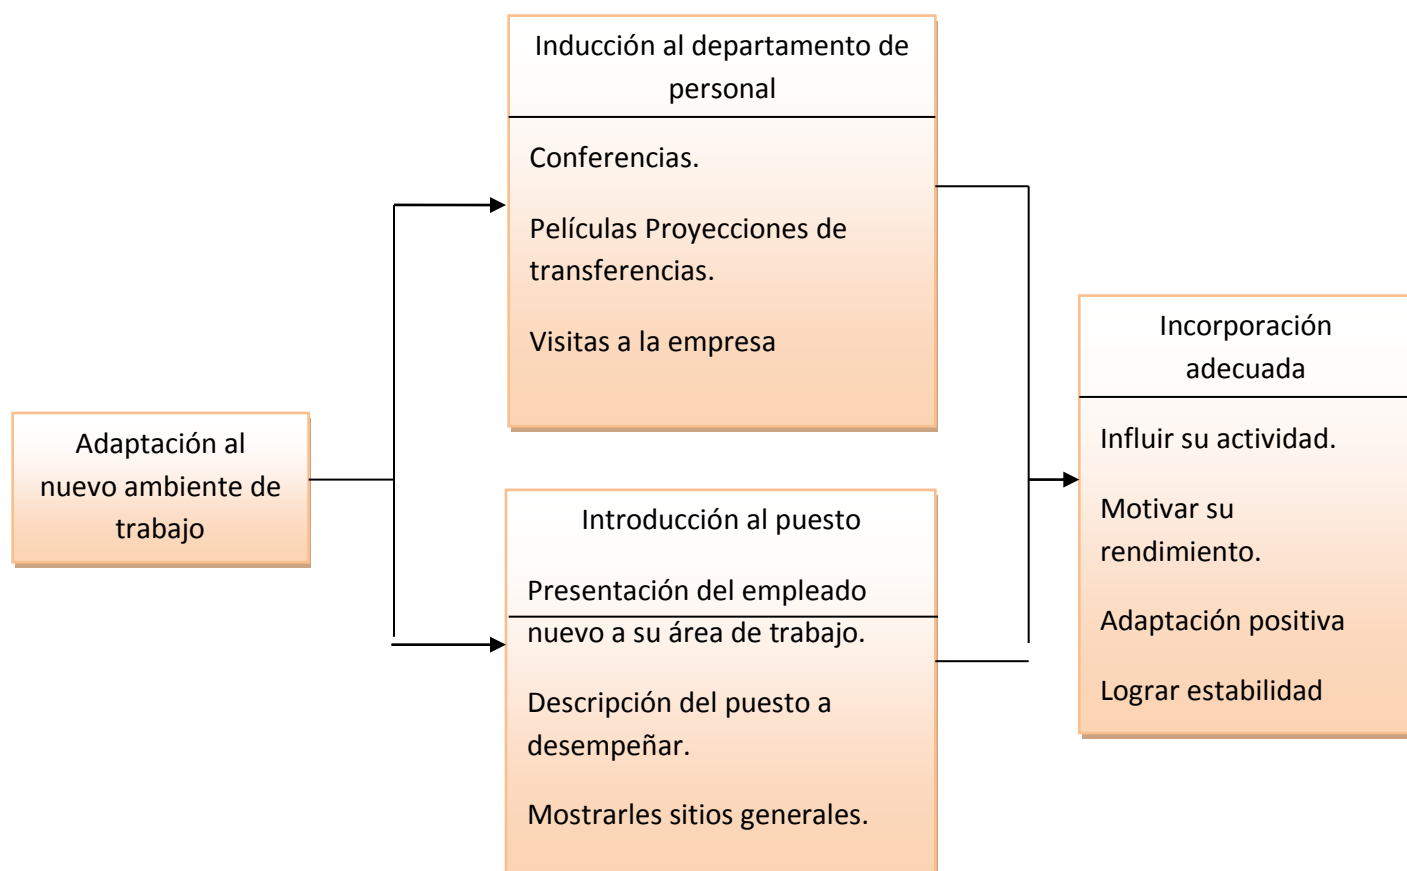 Inducción al departamento de
personal
Conferencias.
Películas Proyecciones de
transferencias.
Visitas a la empresa
Adaptación al
nuevo ambiente de
trabajo
Introducción al puesto
Presentación del empleado
nuevo a su área de trabajo.
Descripción del puesto a
desempeñar.
Mostrarles sitios generales.
Incorporación
adecuada
Influir su actividad.
Motivar su
rendimiento.
Adaptación positiva
Lograr estabilidad